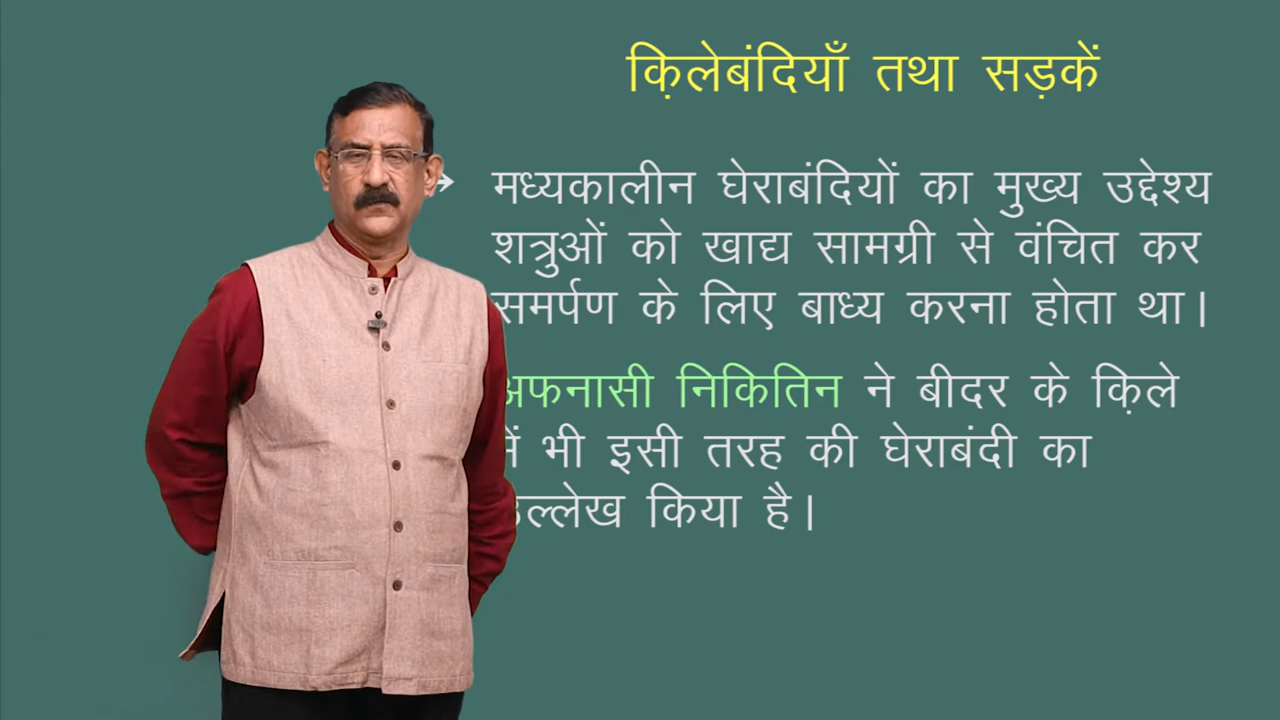 क़िलेबंदियाँ तथा सड़कें
मध्यकालीन घेराबंदियों का मुख्य उद्देश्य
शत्रुओं को खाद्य सामग्री से वंचित कर
समर्पण के लिए बाध्य करना होता था।
अफनासी निकितिन ने बीदर के क़िले
में भी इसी तरह की घेराबंदी का
उल्लेख किया है।